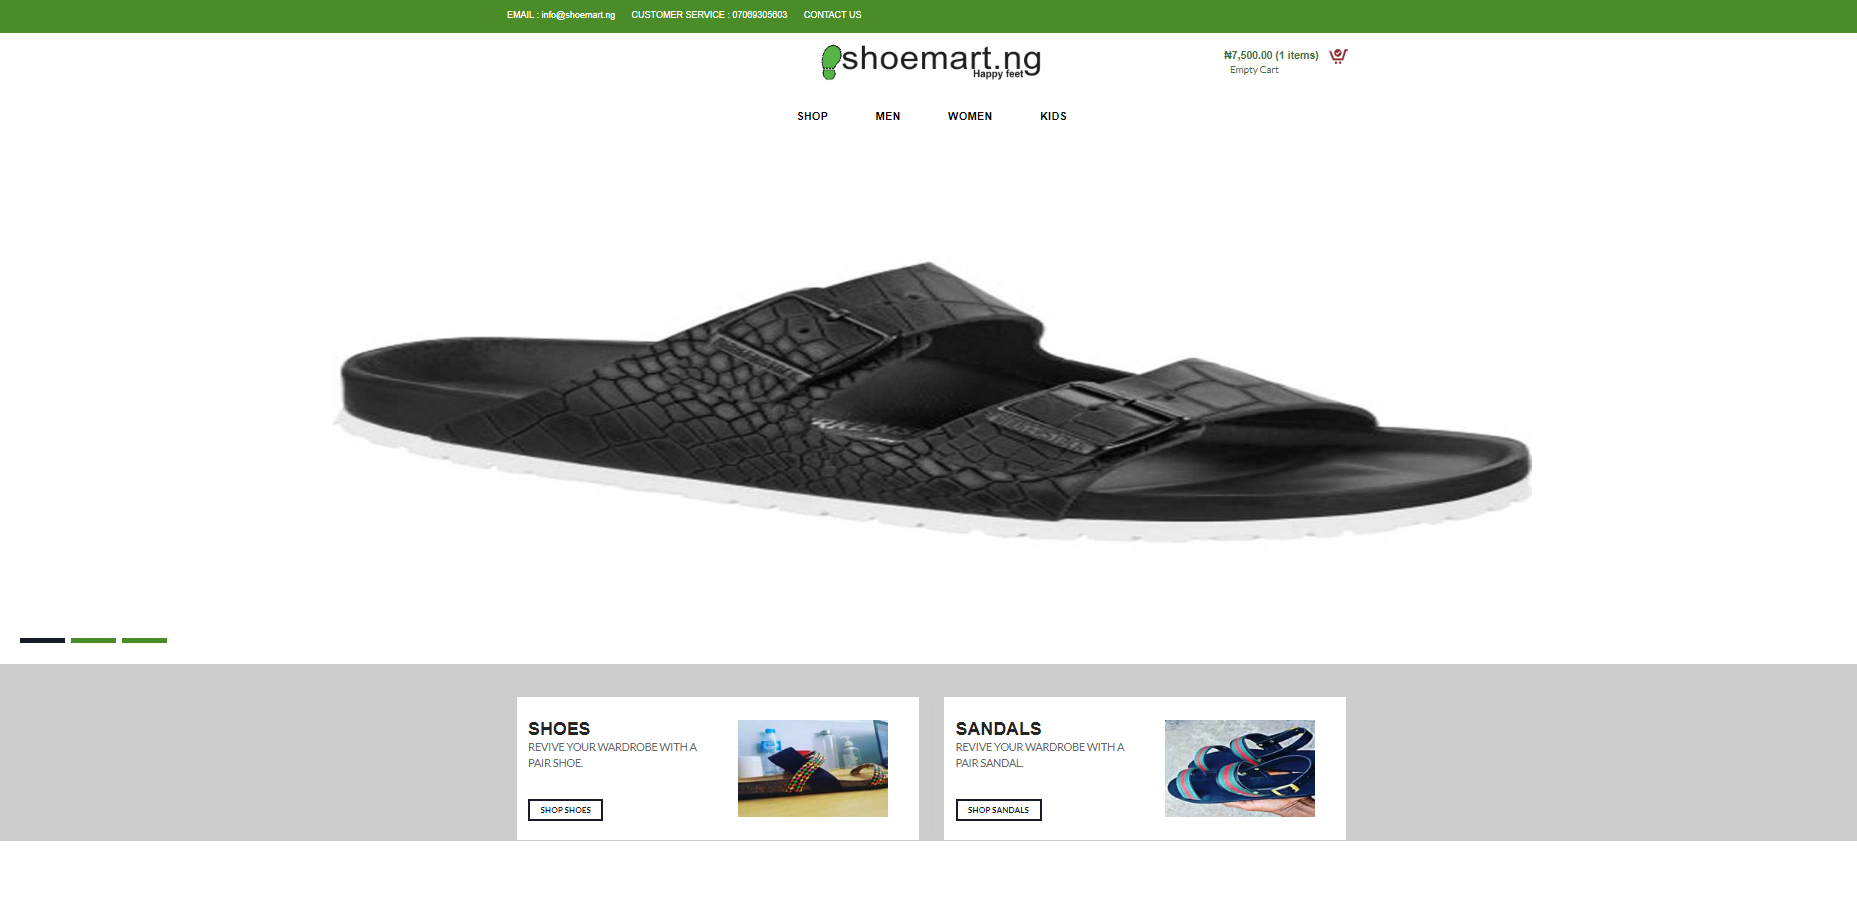 EMAIL : info@shoemart.ng CUSTOMER SERVICE : 07069305603 CONTACT US
shoemart.ng
Happy feet
₦7,500.00 (1 items)
Empty Cart
SHOP MEN WOMEN KIDS
SHOES
REVIVE YOUR WARDROBE WITH A
PAIR SHOE.
SHOP SHOES
SANDALS
REVIVE YOUR WARDROBE WITH A
PAIR SANDAL.
SHOP SANDALS